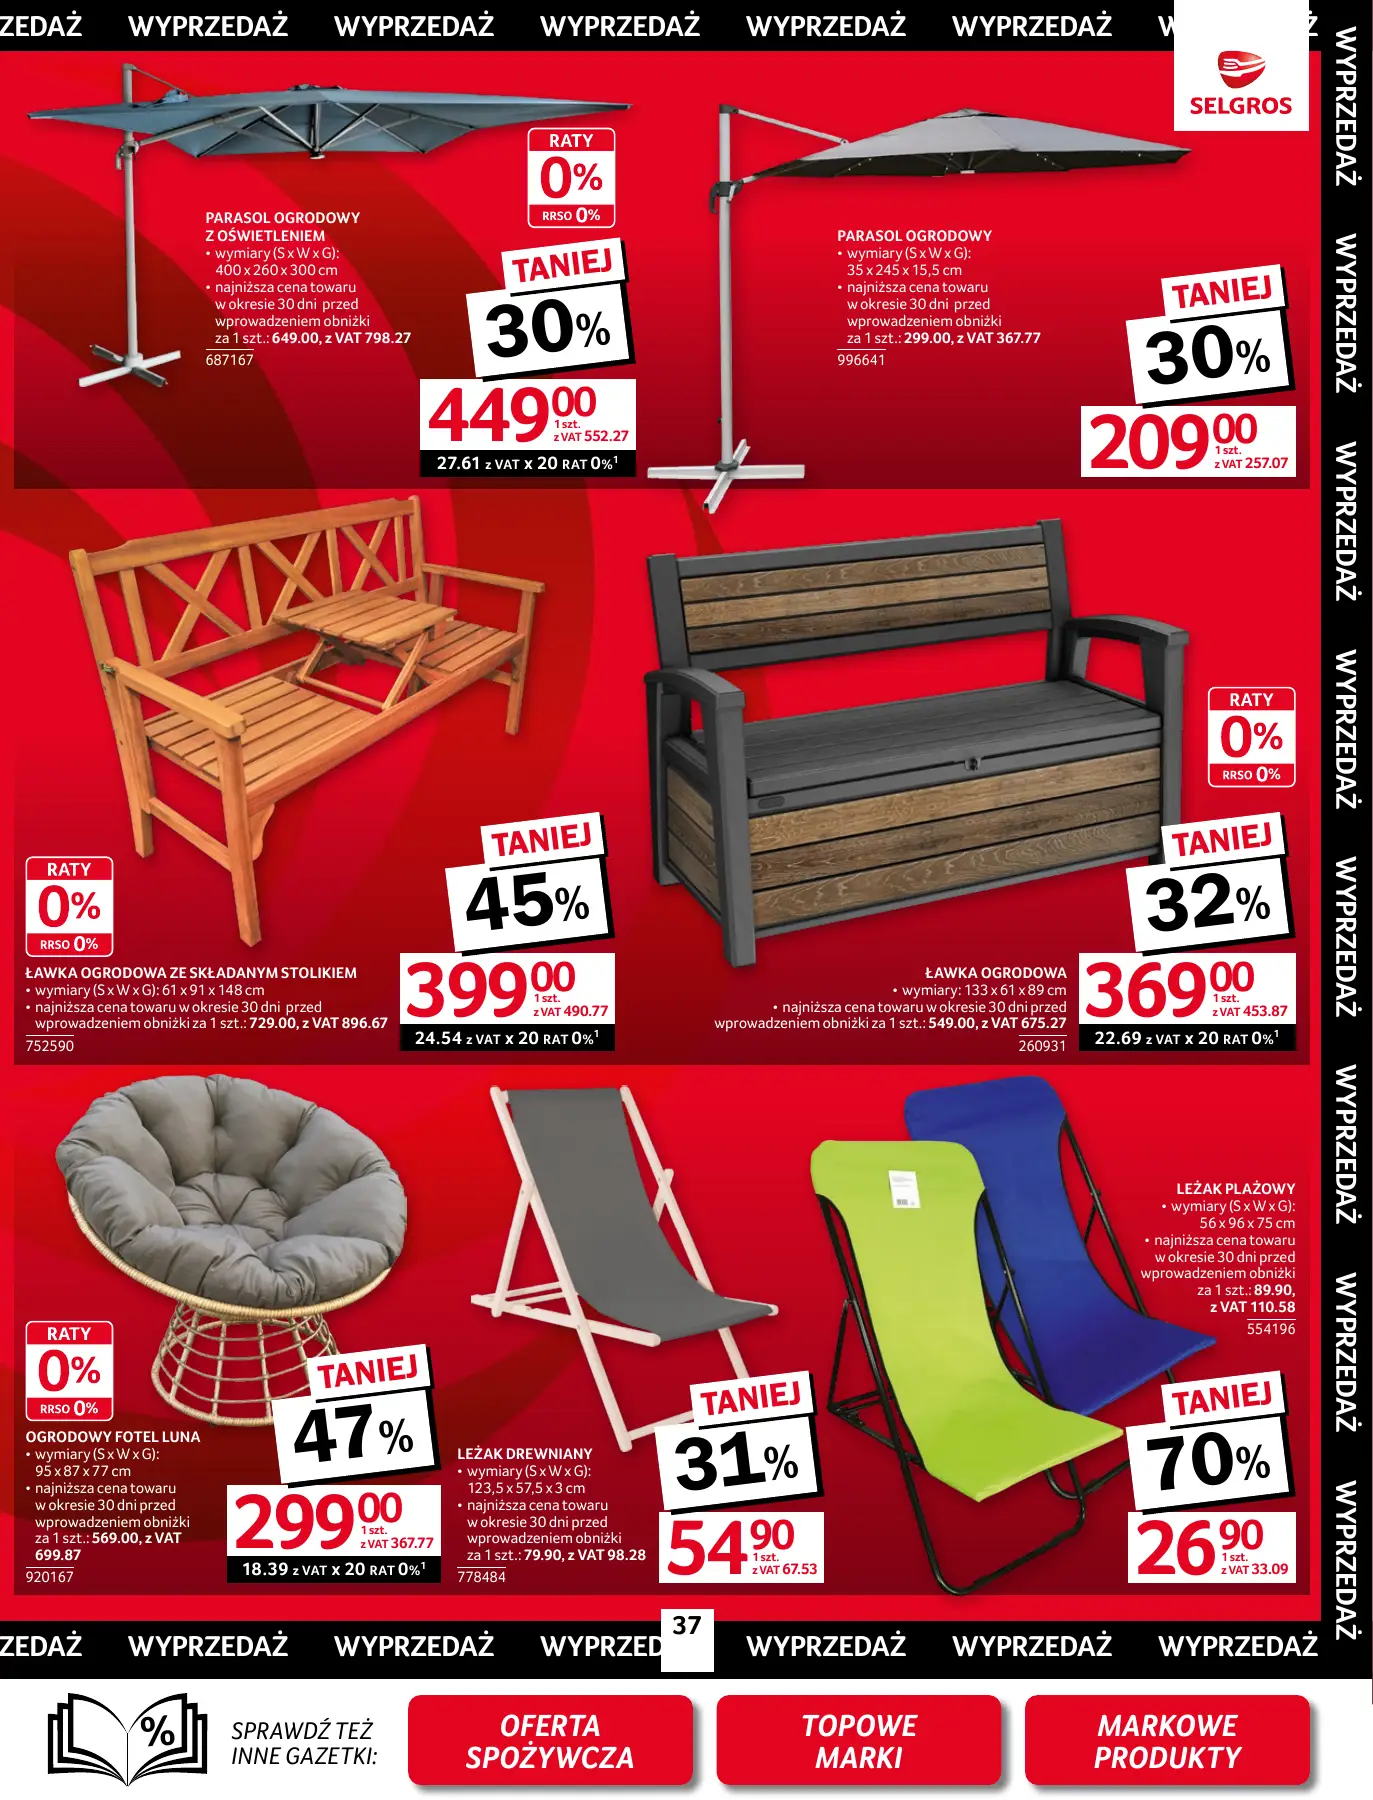 ZEDAŻ WYPRZEDAŻ WYPRZEDAŻ WYPRZEDAŻ WYPRZEDAŻ WYPRZEDAŻ
SELGROS
RATY
0%
RRSO 0%
PARASOL OGRODOWY
Z OŚWIETLENIEM
• wymiary (S x W x G):
400 x 260 x 300 cm
• najniższa cena towaru
w okresie 30 dni przed
wprowadzeniem obniżki
za 1 szt.: 649.00, z VAT 798.27
687167
TANIEJ
30%
449 00
1 szt.
z VAT 552.27
27.61 z VAT x 20 RAT 0%¹
PARASOL OGRODOWY
• wymiary (S x W x G):
35 x 245 x 15,5 cm
• najniższa cena towaru
w okresie 30 dni przed
wprowadzeniem obniżki
za 1 szt.: 299.00, z VAT 367.77
996641
TANIEJ
30%
209 00
1 szt.
z VAT 257.07
RATY
0%
RRSO 0%
TANIEJ
45%
ŁAWKA OGRODOWA ZE SKŁADANYM STOLIKIEM
• wymiary (S x W x G): 61 x 91 x 148 cm
• najniższa cena towaru w okresie 30 dni przed
wprowadzeniem obniżki za 1 szt.: 729.00, z VAT 896.67
752590
399 00
1 szt.
z VAT 490.77
24.54 z VAT x 20 RAT 0%¹
RATY
0%
RRSO 0%
TANIEJ
32%
ŁAWKA OGRODOWA
• wymiary: 133 x 61 x 89 cm
• najniższa cena towaru w okresie 30 dni przed
wprowadzeniem obniżki za 1 szt.: 549.00, z VAT 675.27
260931
369 00
1 szt.
z VAT 453.87
22.69 z VAT x 20 RAT 0%¹
RATY
0%
RRSO 0%
OGRODOWY FOTEL LUNA
• wymiary (S x W x G):
95 x 87 x 77 cm
• najniższa cena towaru
w okresie 30 dni przed
wprowadzeniem obniżki
za 1 szt.: 569.00, z VAT
699.87
920167
TANIEJ
47%
299 00
1 szt.
z VAT 367.77
18.39 z VAT x 20 RAT 0%¹
LEŻAK DREWNIANY
• wymiary (S x W x G):
123,5 x 57,5 x 3 cm
• najniższa cena towaru
w okresie 30 dni przed
wprowadzeniem obniżki
za 1 szt.: 79.90, z VAT 98.28
778484
TANIEJ
31%
54 90
1 szt.
z VAT 67.53
LEŻAK PLAŻOWY
• wymiary (S x W x G):
56 x 96 x 75 cm
• najniższa cena towaru
w okresie 30 dni przed
wprowadzeniem obniżki
za 1 szt.: 89.90,
z VAT 110.58
554196
TANIEJ
70%
26 90
1 szt.
z VAT 33.09
WYPRZEDAŻ
WYPRZEDAŻ
WYPRZEDAŻ
WYPRZEDAŻ
WYPRZEDAŻ
WYPRZEDAŻ
WYPRZEDAŻ
WYPRZEDAŻ
ZEDAŻ WYPRZEDAŻ WYPRZEDAŻ WYPRZED 37 WYPRZEDAŻ WYPRZEDAŻ WYPRZEDAŻ
%
SPRAWDŹ TEŻ
INNE GAZETKI:
OFERTA
SPOŻYWCZA
TOPOWE
MARKI
MARKOWE
PRODUKTY